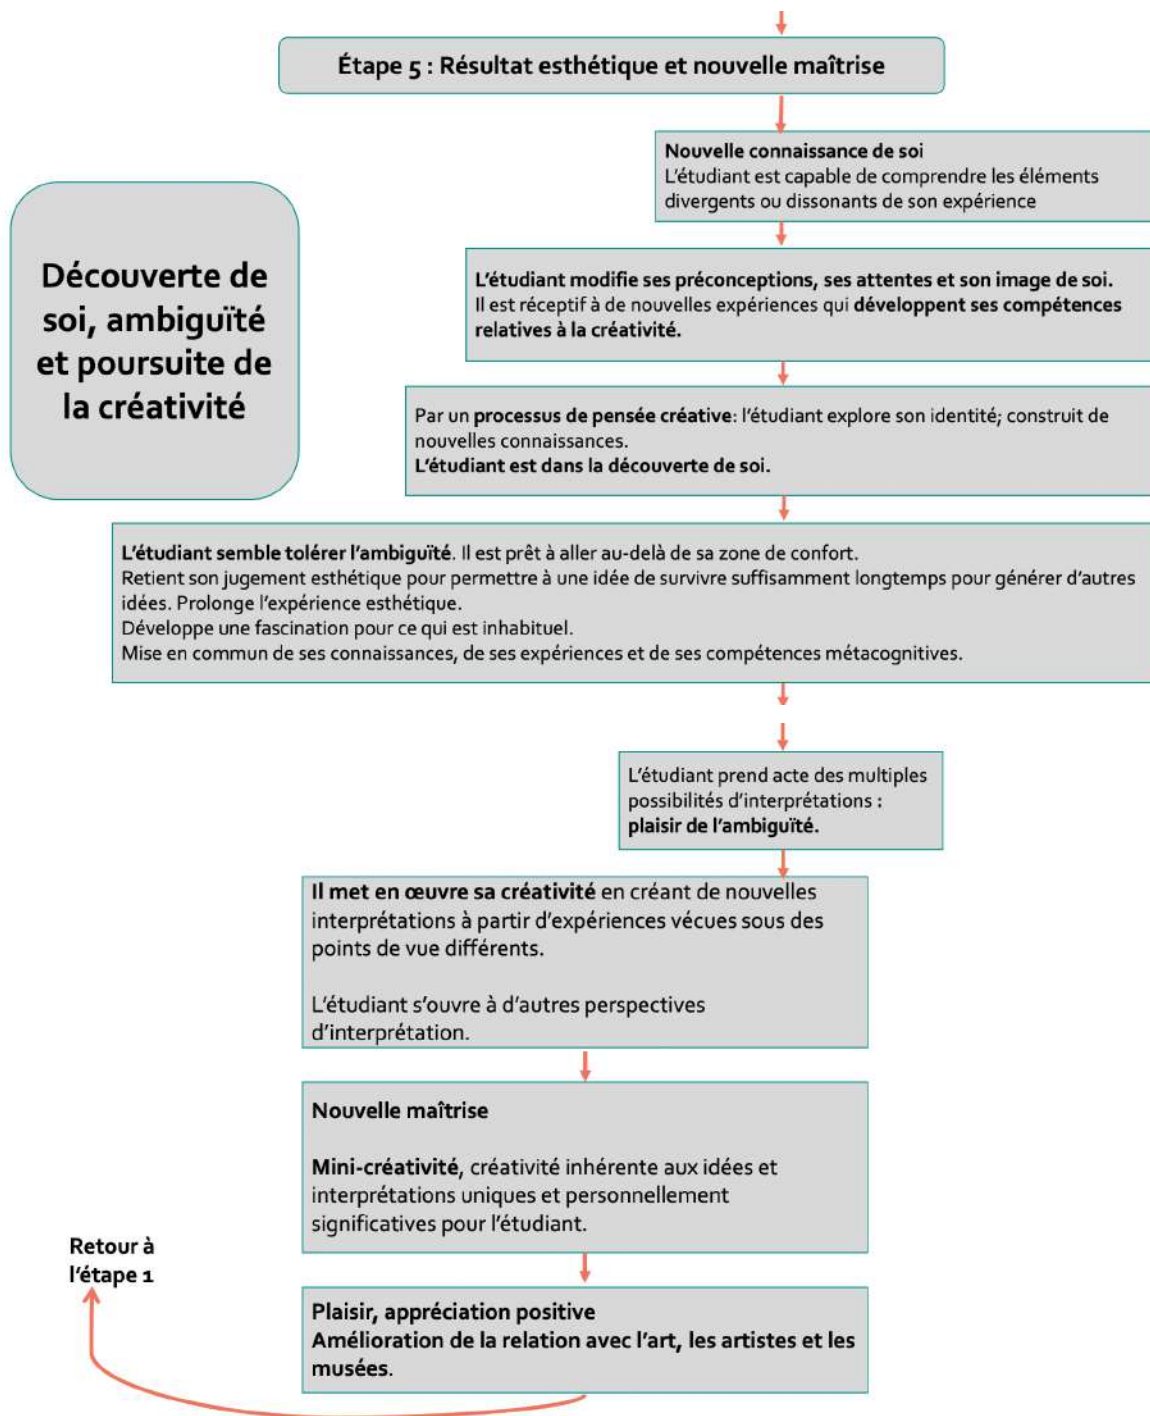 Étape 5 : Résultat esthétique et nouvelle maîtrise
Nouvelle connaissance de soi
L'étudiant est capable de comprendre les éléments
divergents ou dissonants de son expérience
Découverte de
soi, ambiguïté
et poursuite de
la créativité
L'étudiant modifie ses préconceptions, ses attentes et son image de soi.
Il est réceptif à de nouvelles expériences qui développent ses compétences
relatives à la créativité.
Par un processus de pensée créative: l'étudiant explore son identité; construit de
nouvelles connaissances.
L'étudiant est dans la découverte de soi.
L'étudiant semble tolérer l'ambiguïté. Il est prêt à aller au-delà de sa zone de confort.
Retient son jugement esthétique pour permettre à une idée de survivre suffisamment longtemps pour générer d'autres
idées. Prolonge l'expérience esthétique.
Développe une fascination pour ce qui est inhabituel.
Mise en commun de ses connaissances, de ses expériences et de ses compétences métacognitives.
L'étudiant prend acte des multiples
possibilités d'interprétations :
plaisir de l'ambiguïté.
Il met en œuvre sa créativité en créant de nouvelles
interprétations à partir d'expériences vécues sous des
points de vue différents.
L'étudiant s'ouvre à d'autres perspectives
d'interprétation.
Nouvelle maîtrise
Mini-créativité, créativité inhérente aux idées et
interprétations uniques et personnellement
significatives pour l'étudiant.
Retour à
l'étape 1
Plaisir, appréciation positive
Amélioration de la relation avec l'art, les artistes et les
musées.